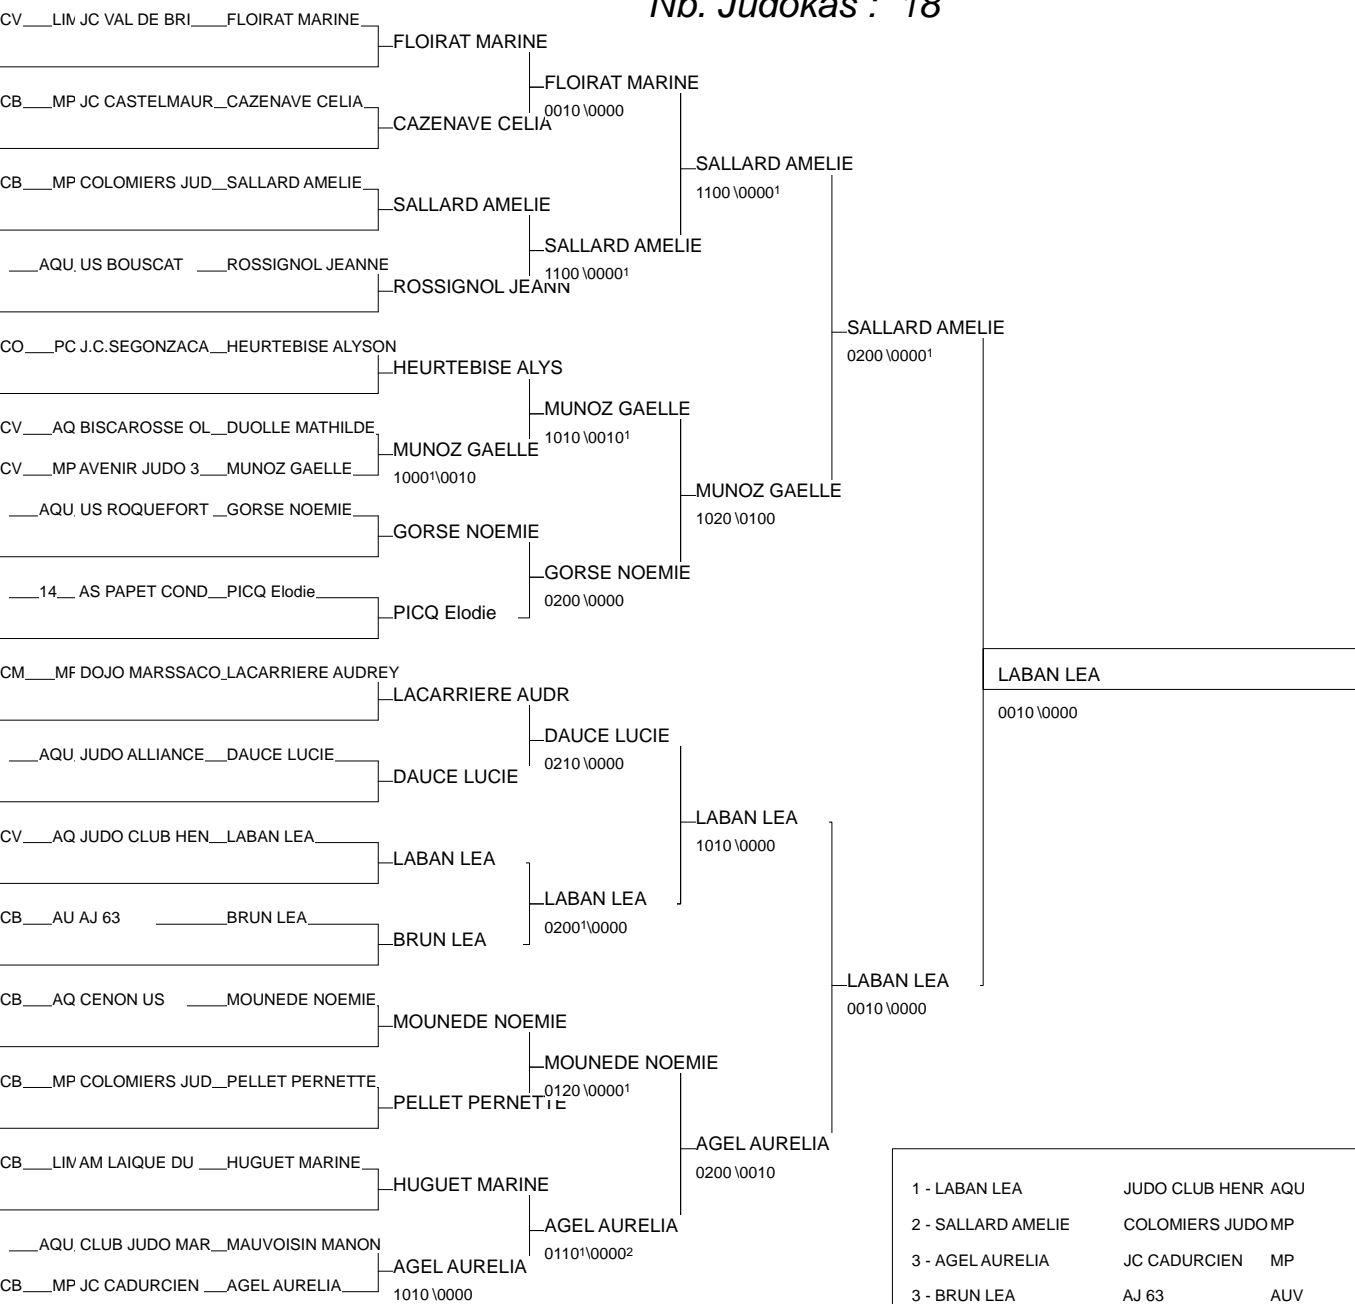 Nb. Judokas : 18
CV LIM JC VAL DE BRI FLOIRAT MARINE
FLOIRAT MARINE
FLOIRAT MARINE
0010 \0000
CB MP JC CASTELMAUR CAZENAVE CELIA
CAZENAVE CELIA
SALLARD AMELIE
1100 \0000¹
CB MP COLOMIERS JUD SALLARD AMELIE
SALLARD AMELIE
SALLARD AMELIE
1100 \0000¹
AQU US BOUSCAT ROSSIGNOL JEANNE
ROSSIGNOL JEANN
SALLARD AMELIE
0200 \0000¹
CO PC J.C.SEGONZACA HEURTEBISE ALYSON
HEURTEBISE ALYS
MUNOZ GAELLE
1010 \0010¹
CV AQ BISCAROSSE OL DUOLLE MATHILDE
MUNOZ GAELLE
1000¹\0010
CV MP AVENIR JUDO 3 MUNOZ GAELLE
MUNOZ GAELLE
1020 \0100
AQU US ROQUEFORT GORSE NOEMIE
GORSE NOEMIE
GORSE NOEMIE
0200 \0000
14 AS PAPET COND PICQ Elodie
PICQ Elodie
LABAN LEA
0010 \0000
CM MP DOJO MARSSACO LACARRIERE AUDREY
LACARRIERE AUDR
DAUCE LUCIE
0210 \0000
AQU JUDO ALLIANCE DAUCE LUCIE
DAUCE LUCIE
LABAN LEA
1010 \0000
CV AQ JUDO CLUB HEN LABAN LEA
LABAN LEA
LABAN LEA
0200¹\0000
CB AU AJ 63 BRUN LEA
BRUN LEA
LABAN LEA
0010 \0000
CB AQ CENON US MOUNEDE NOEMIE
MOUNEDE NOEMIE
MOUNEDE NOEMIE
0120 \0000¹
CB MP COLOMIERS JUD PELLET PERNETTE
PELLET PERNETTE
AGEL AURELIA
0200 \0010
CB LIM AM LAIQUE DU HUGUET MARINE
HUGUET MARINE
AGEL AURELIA
0110¹\0000²
AQU CLUB JUDO MAR MAUVOISIN MANON
AGEL AURELIA
1010 \0000
CB MP JC CADURCIEN AGEL AURELIA
1 - LABAN LEA JUDO CLUB HENR AQU
2 - SALLARD AMELIE COLOMIERS JUDO MP
3 - AGEL AURELIA JC CADURCIEN MP
3 - BRUN LEA AJ 63 AUV